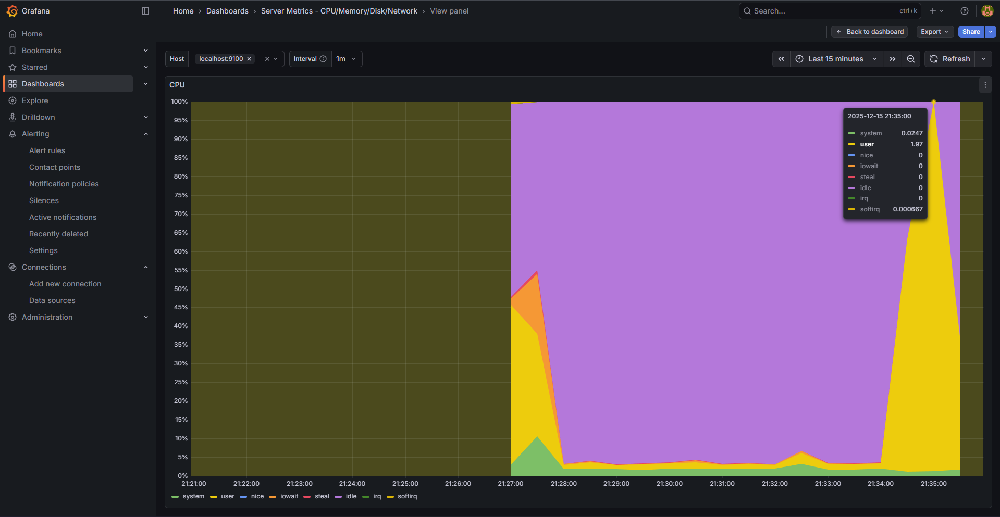 Grafana
Home › Dashboards › Server Metrics - CPU/Memory/Disk/Network › View panel
Search... ctrl+k
Back to dashboard
Export
Share
Home
Bookmarks
Starred
Dashboards
Explore
Drilldown
Alerting
Alert rules
Contact points
Notification policies
Silences
Active notifications
Recently deleted
Settings
Connections
Add new connection
Data sources
Administration
Host localhost:9100
Interval 1m
Last 15 minutes
Refresh
CPU
100%
95%
90%
85%
80%
75%
70%
65%
60%
55%
50%
45%
40%
35%
30%
25%
20%
15%
10%
5%
0%
2025-12-15 21:35:00
system 0.0247
user 1.97
nice 0
iowait 0
steal 0
idle 0
irq 0
softirq 0.000667
21:21:00 21:22:00 21:23:00 21:24:00 21:25:00 21:26:00 21:27:00 21:28:00 21:29:00 21:30:00 21:31:00 21:32:00 21:33:00 21:34:00 21:35:00
system user nice iowait steal idle irq softirq